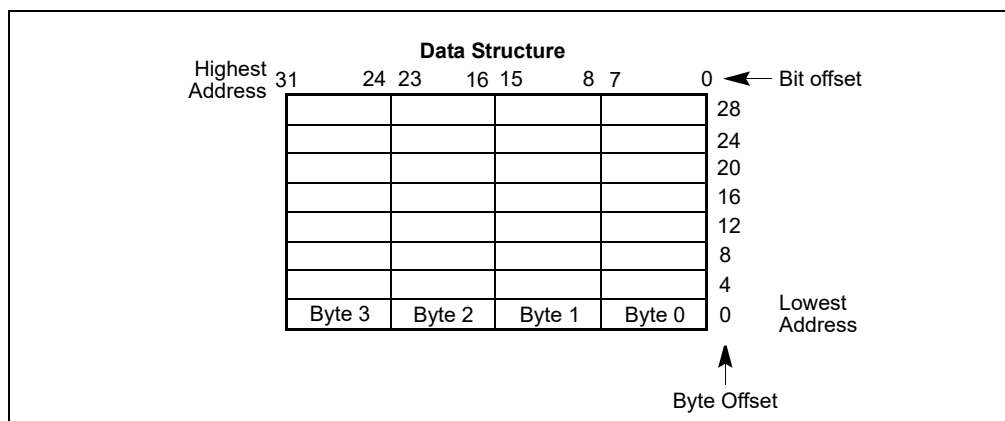 Data Structure
Highest
Address
31 24 23 16 15 8 7 0 Bit offset
28
24
20
16
12
8
4
Byte 3 Byte 2 Byte 1 Byte 0 0
Lowest
Address
Byte Offset